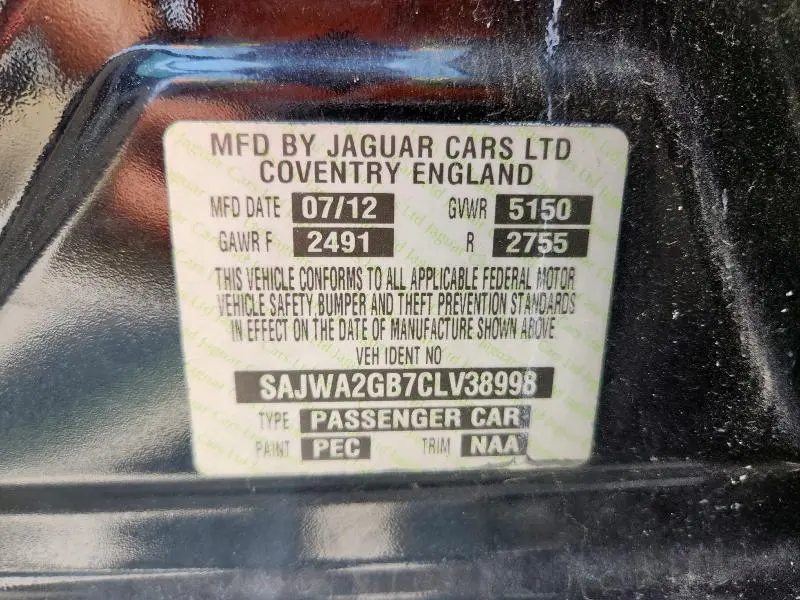 MFD BY JAGUAR CARS LTD
COVENTRY ENGLAND
MFD DATE 07/12 GVWR 5150
GAWR F 2491 R 2755
THIS VEHICLE CONFORMS TO ALL APPLICABLE FEDERAL MOTOR
VEHICLE SAFETY, BUMPER AND THEFT PREVENTION STANDARDS
IN EFFECT ON THE DATE OF MANUFACTURE SHOWN ABOVE
VEH IDENT NO
SAJWA2GB7CLV38998
TYPE PASSENGER CAR
PAINT PEC TRIM NAA